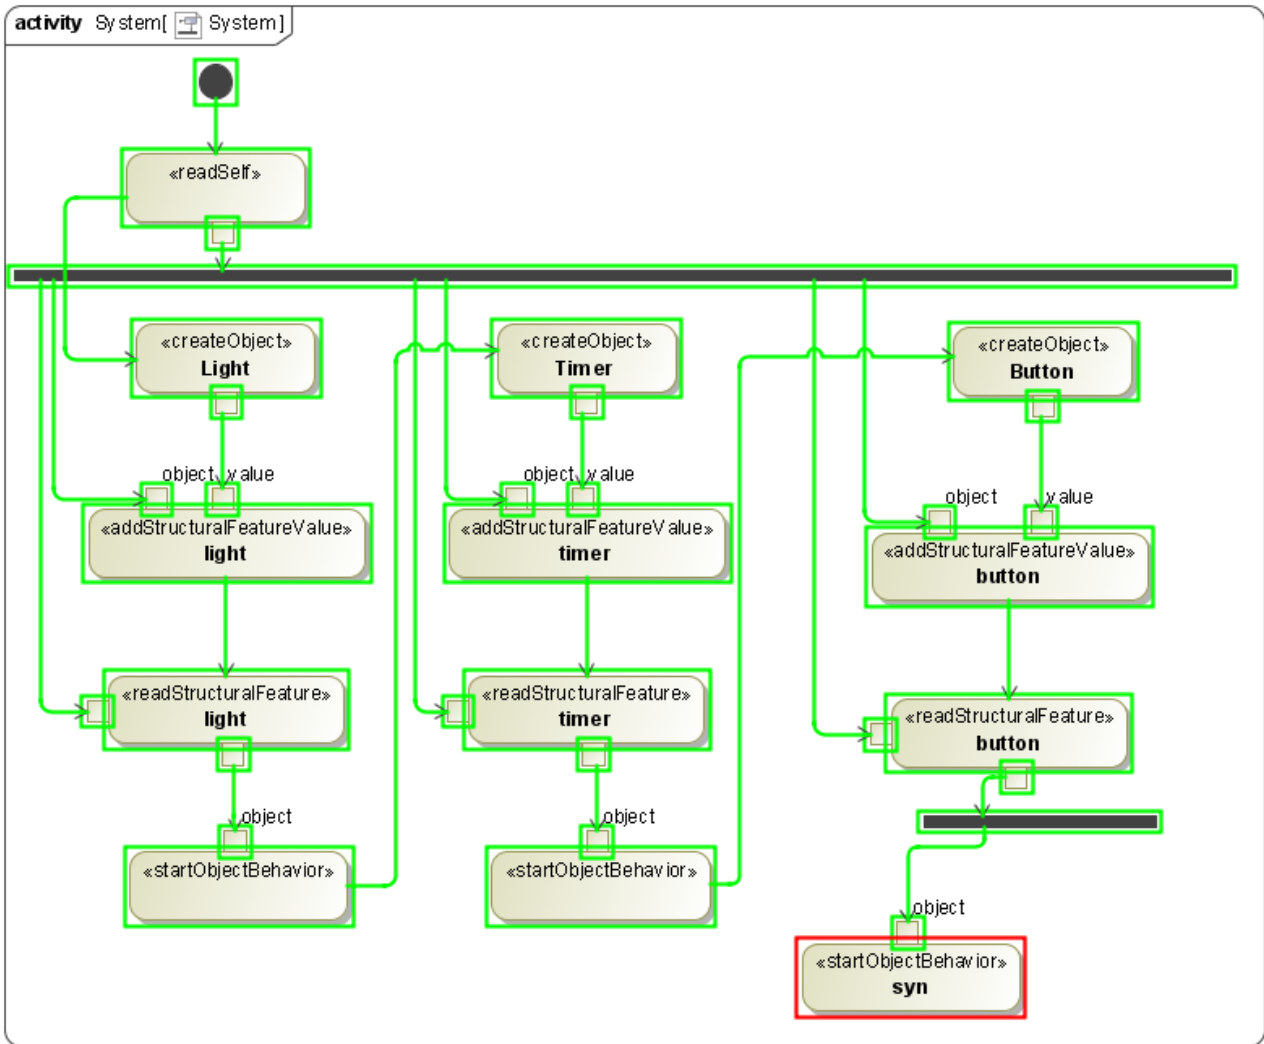 activity System[ System]
«readSelf»
«createObject»
Light
«createObject»
Timer
«createObject»
Button
object value
object value
object value
«addStructuralFeatureValue»
light
«addStructuralFeatureValue»
timer
«addStructuralFeatureValue»
button
«readStructuralFeature»
light
«readStructuralFeature»
timer
«readStructuralFeature»
button
object
object
«startObjectBehavior»
«startObjectBehavior»
object
«startObjectBehavior»
syn